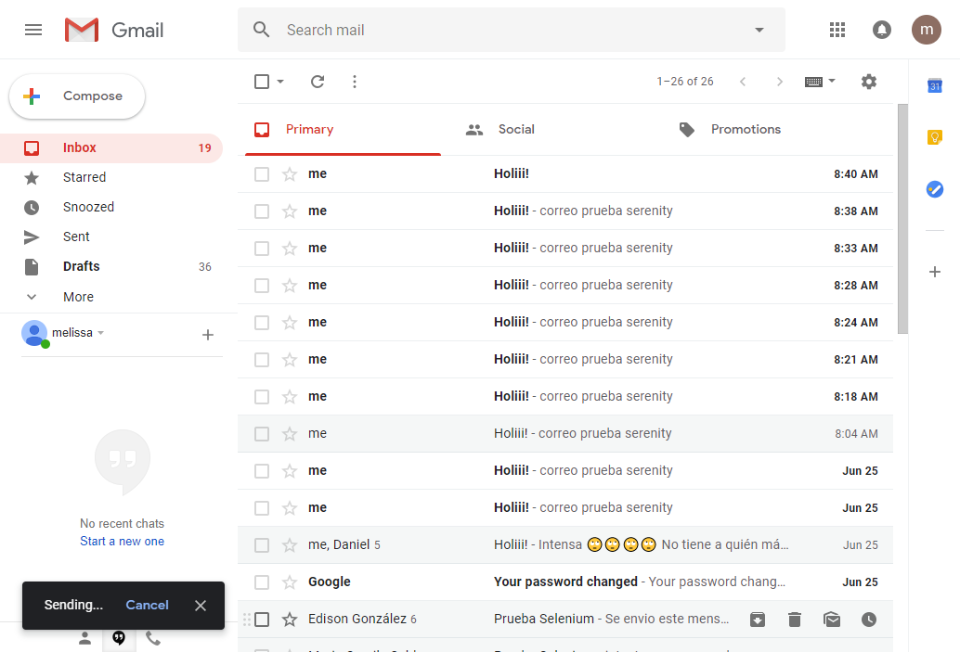 Gmail
Search mail
m
Compose
1–26 of 26
31
Primary
Social
Promotions
Inbox 19
Starred
Snoozed
Sent
Drafts 36
More
melissa
No recent chats
Start a new one
Sending... Cancel
me Holiii! 8:40 AM
me Holiii! - correo prueba serenity 8:38 AM
me Holiii! - correo prueba serenity 8:33 AM
me Holiii! - correo prueba serenity 8:28 AM
me Holiii! - correo prueba serenity 8:24 AM
me Holiii! - correo prueba serenity 8:21 AM
me Holiii! - correo prueba serenity 8:18 AM
me Holiii! - correo prueba serenity 8:04 AM
me Holiii! - correo prueba serenity Jun 25
me Holiii! - correo prueba serenity Jun 25
me, Daniel 5 Holiii! - Intensa 🙄🙄🙄🙄 No tiene a quién má…
Jun 25
Google Your password changed - Your password chang… Jun 25
Edison González 6 Prueba Selenium - Se envio este mens…